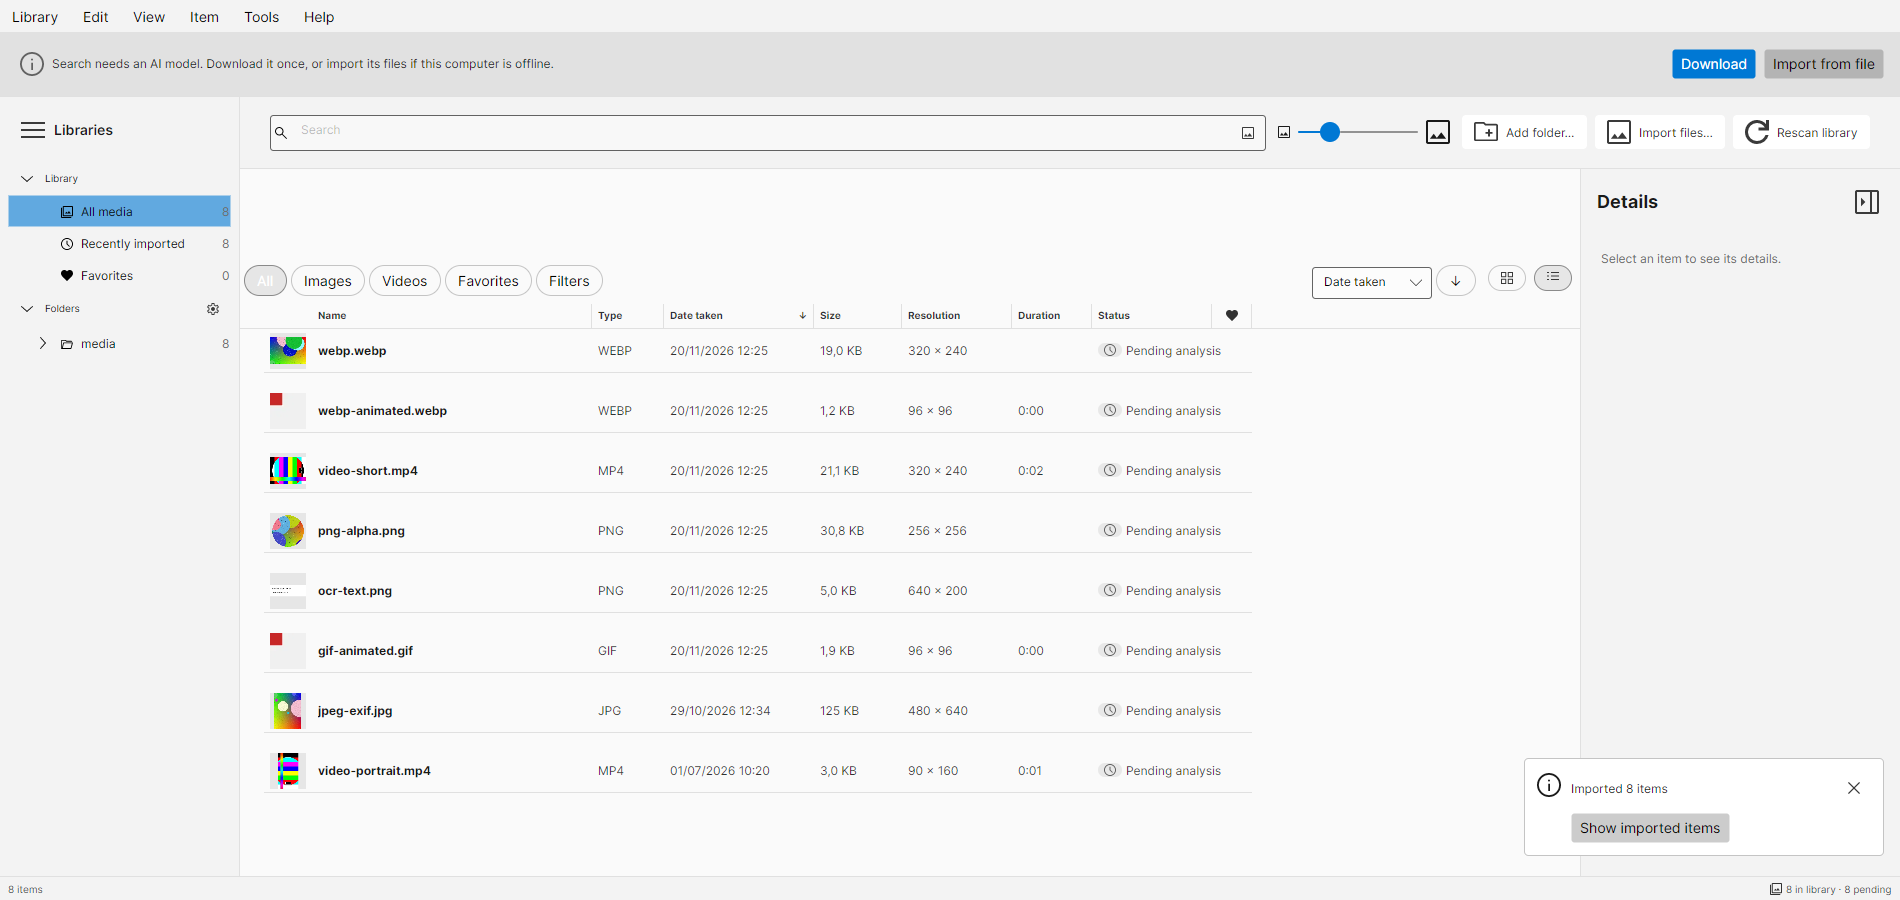 Library Edit View Item Tools Help
Search needs an AI model. Download it once, or import its files if this computer is offline.
Download Import from file
Libraries
Search
Add folder... Import files... Rescan library
Library
All media 8
Recently imported 8
Favorites 0
Folders
media 8
All Images Videos Favorites Filters
Date taken
Name Type Date taken Size Resolution Duration Status
webp.webp WEBP 20/11/2026 12:25 19,0 KB 320 × 240 Pending analysis
webp-animated.webp WEBP 20/11/2026 12:25 1,2 KB 96 × 96 0:00 Pending analysis
video-short.mp4 MP4 20/11/2026 12:25 21,1 KB 320 × 240 0:02 Pending analysis
png-alpha.png PNG 20/11/2026 12:25 30,8 KB 256 × 256 Pending analysis
ocr-text.png PNG 20/11/2026 12:25 5,0 KB 640 × 200 Pending analysis
gif-animated.gif GIF 20/11/2026 12:25 1,9 KB 96 × 96 0:00 Pending analysis
jpeg-exif.jpg JPG 29/10/2026 12:34 125 KB 480 × 640 Pending analysis
video-portrait.mp4 MP4 01/07/2026 10:20 3,0 KB 90 × 160 0:01 Pending analysis
Details
Select an item to see its details.
Imported 8 items
Show imported items
8 items
8 in library · 8 pending